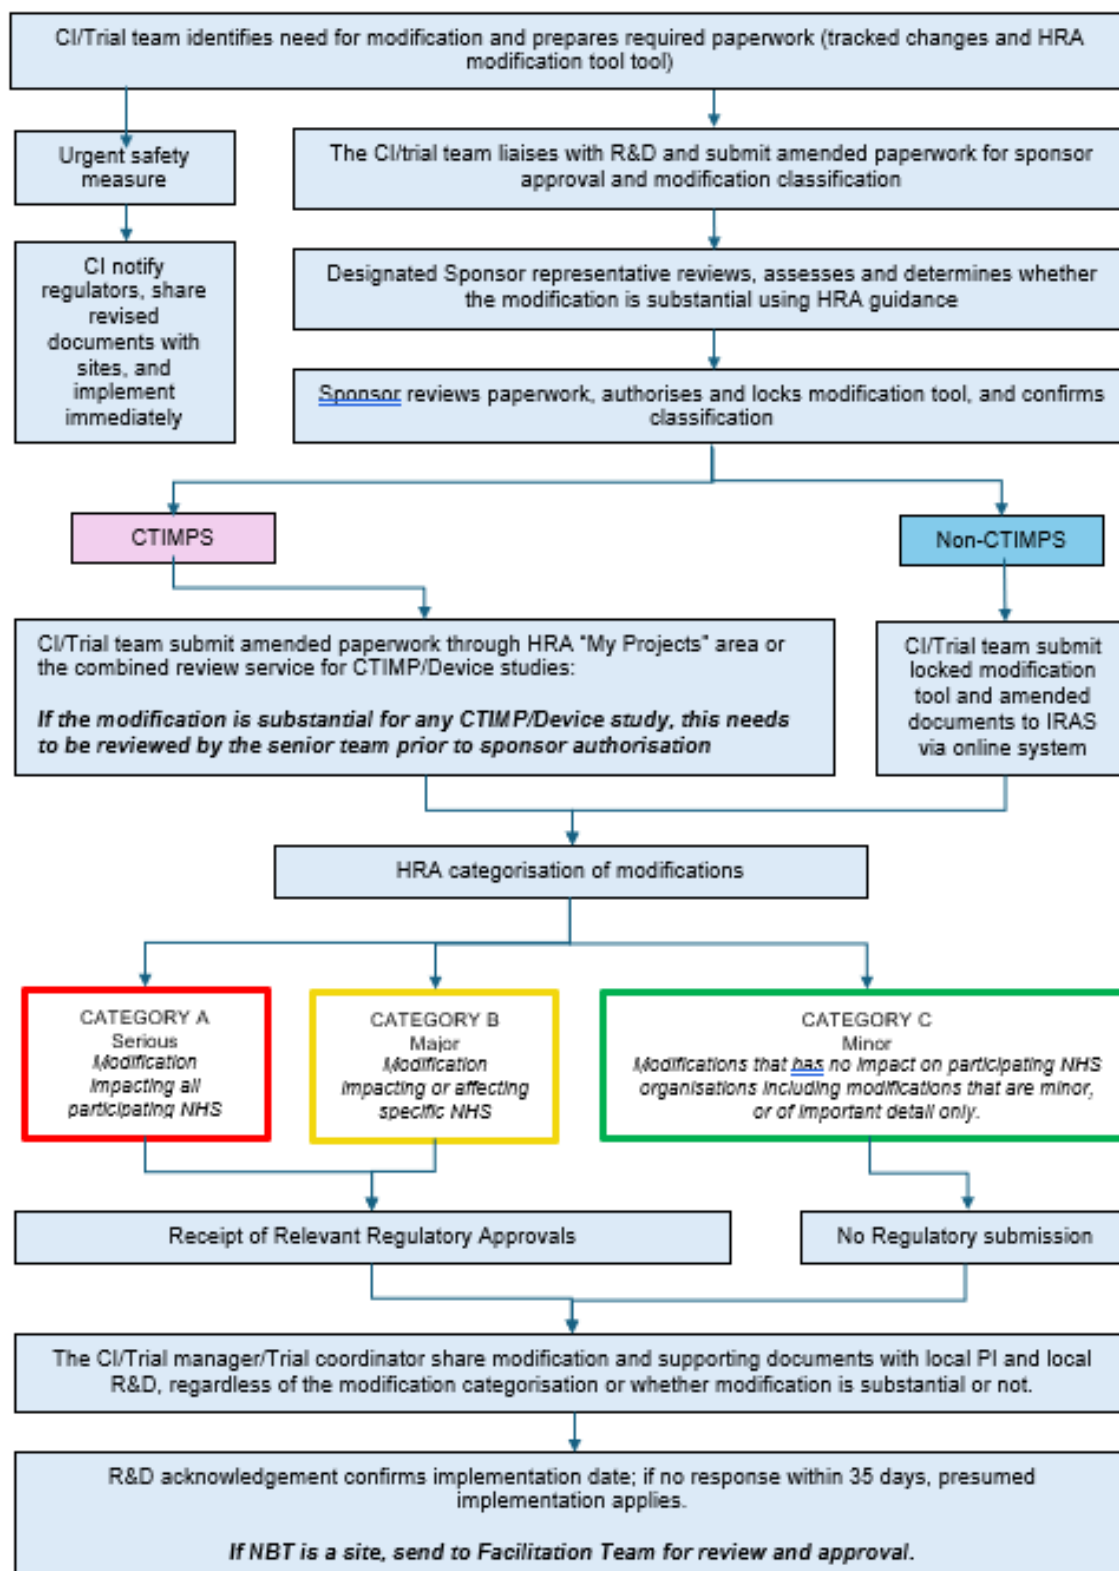 CI/Trial team identifies need for modification and prepares required paperwork (tracked changes and HRA
modification tool tool)
Urgent safety
measure
The CI/trial team liaises with R&D and submit amended paperwork for sponsor
approval and modification classification
CI notify
regulators, share
revised
documents with
sites, and
implement
immediately
Designated Sponsor representative reviews, assesses and determines whether
the modification is substantial using HRA guidance
Sponsor reviews paperwork, authorises and locks modification tool, and confirms
classification
CTIMPS
Non-CTIMPS
CI/Trial team submit amended paperwork through HRA "My Projects" area or
the combined review service for CTIMP/Device studies:
If the modification is substantial for any CTIMP/Device study, this needs
to be reviewed by the senior team prior to sponsor authorisation
CI/Trial team submit
locked modification
tool and amended
documents to IRAS
via online system
HRA categorisation of modifications
CATEGORY A
Serious
Modification
impacting all
participating NHS
CATEGORY B
Major
Modification
impacting or affecting
specific NHS
CATEGORY C
Minor
Modifications that has no impact on participating NHS
organisations including modifications that are minor,
or of important detail only.
Receipt of Relevant Regulatory Approvals
No Regulatory submission
The CI/Trial manager/Trial coordinator share modification and supporting documents with local PI and local
R&D, regardless of the modification categorisation or whether modification is substantial or not.
R&D acknowledgement confirms implementation date; if no response within 35 days, presumed
implementation applies.
If NBT is a site, send to Facilitation Team for review and approval.